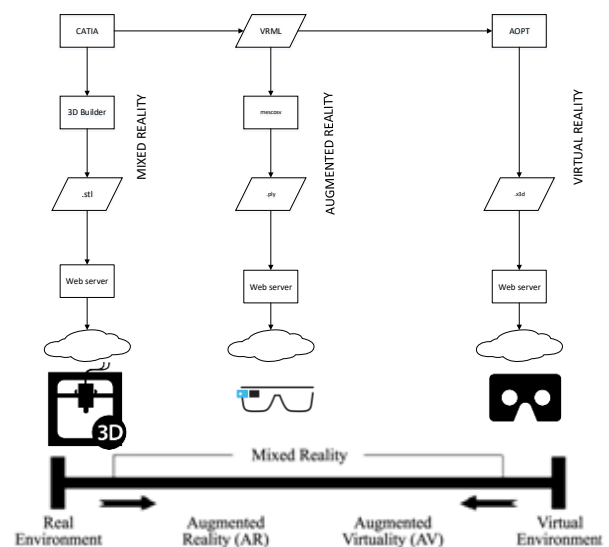 CATIA
VRML
AOPT
3D Builder
MIXED REALITY
AUGMENTED REALITY
VIRTUAL REALITY
.stl
.ply
.x3d
Web server
Web server
Web server
3D
Mixed Reality
Real
Environment
Augmented
Reality (AR)
Augmented
Virtuality (AV)
Virtual
Environment